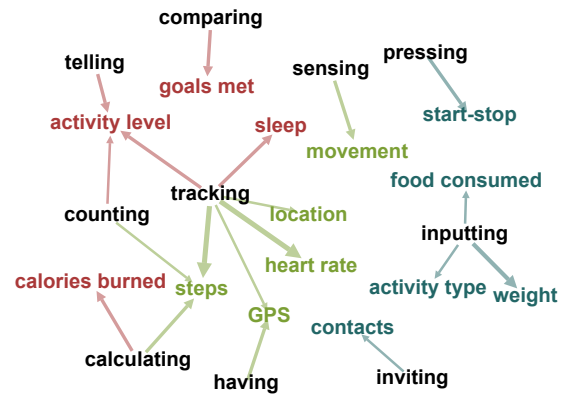 comparing
telling
pressing
sensing
goals met
start-stop
activity level
sleep
movement
food consumed
tracking
counting
location
inputting
heart rate
calories burned
steps
activity type
weight
GPS
contacts
calculating
having
inviting